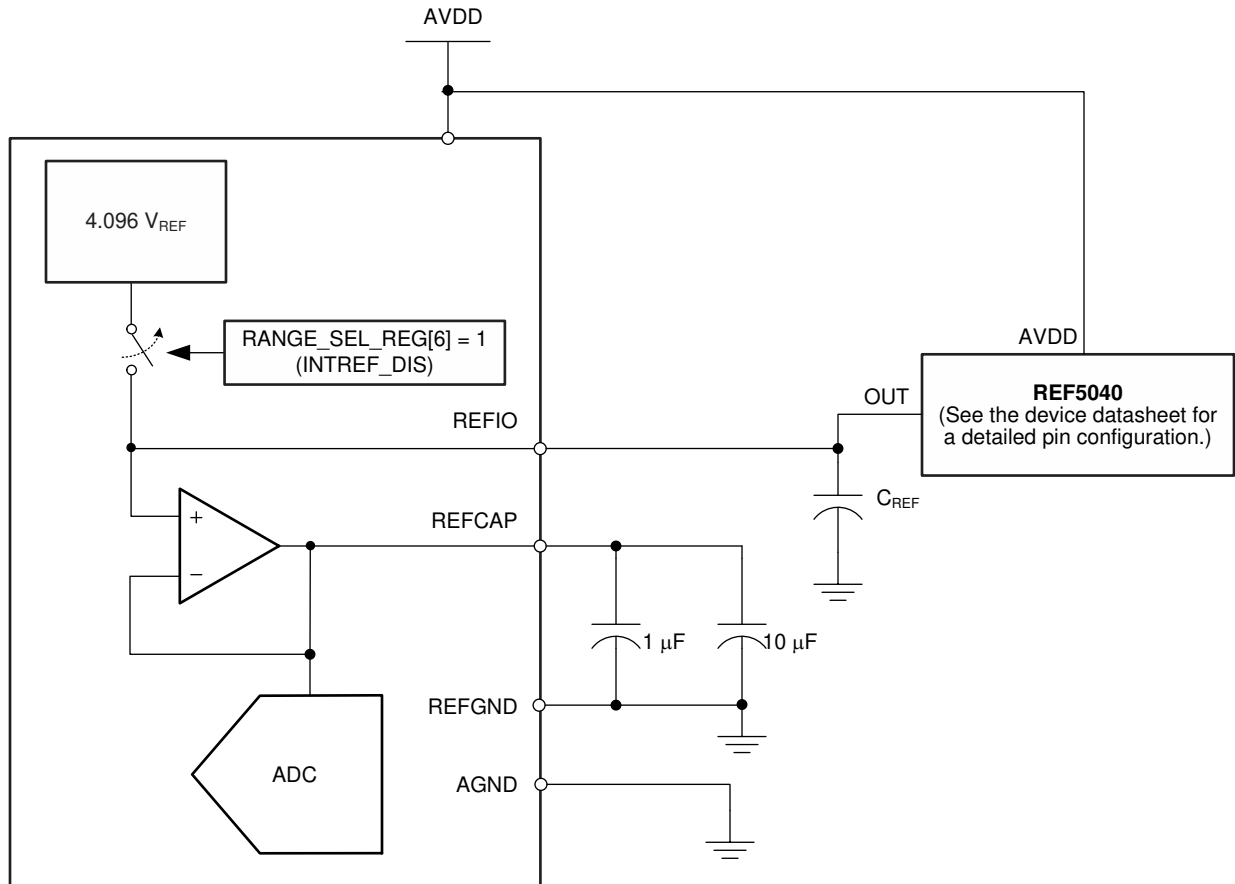 AVDD
4.096 VREF
RANGE_SEL_REG[6] = 1
(INTREF_DIS)
AVDD
REF5040
(See the device datasheet for
a detailed pin configuration.)
OUT
REFIO
CREF
+
REFCAP
−
1 μF
10 μF
REFGND
ADC
AGND